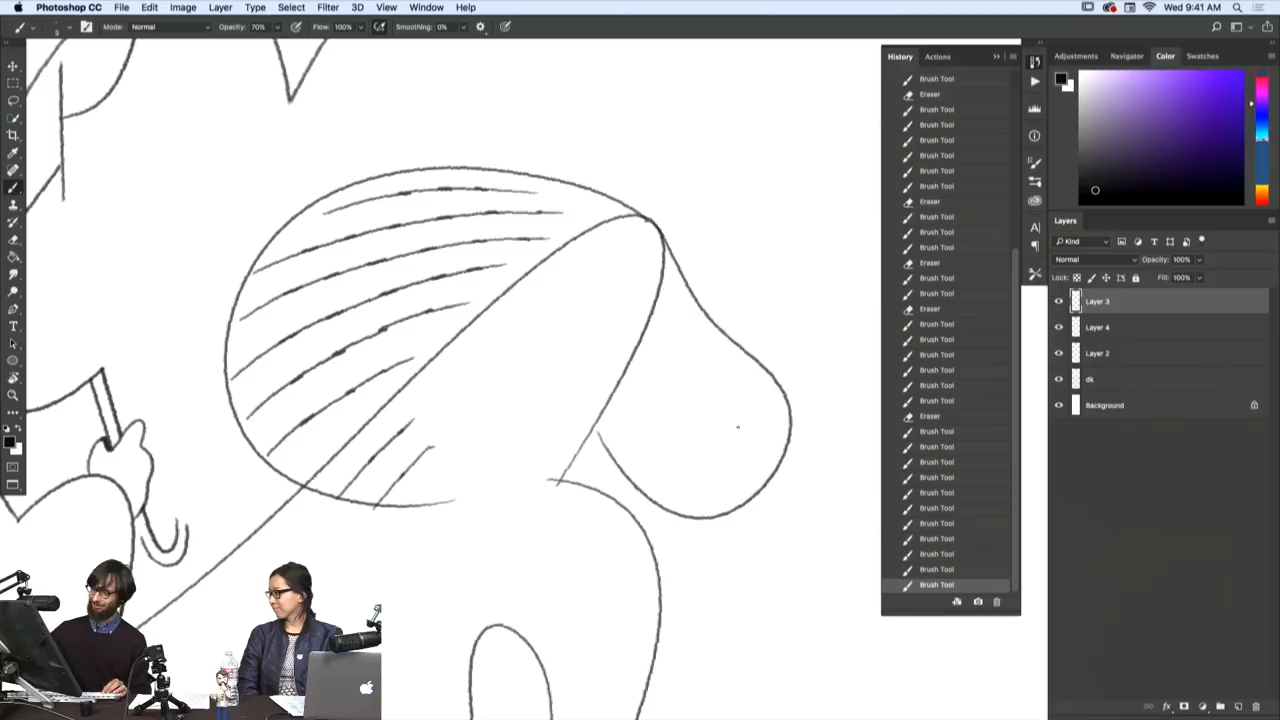 Photoshop CC File Edit Image Layer Type Select Filter 3D View Window Help Wed 9:41 AM
3 Mode: Normal Opacity: 70% Flow: 100% Smoothing: 0%
History Actions
Adjustments Navigator Color Swatches
Brush Tool
Eraser
Brush Tool
Brush Tool
Brush Tool
Brush Tool
Brush Tool
Brush Tool
Eraser
Brush Tool
Brush Tool
Brush Tool
Eraser
Brush Tool
Brush Tool
Eraser
Brush Tool
Brush Tool
Brush Tool
Brush Tool
Brush Tool
Brush Tool
Eraser
Brush Tool
Brush Tool
Brush Tool
Brush Tool
Brush Tool
Brush Tool
Brush Tool
Brush Tool
Brush Tool
Brush Tool
Brush Tool
Layers
Kind
Normal Opacity: 100%
Lock: Fill: 100%
Layer 3
Layer 4
Layer 2
dk
Background